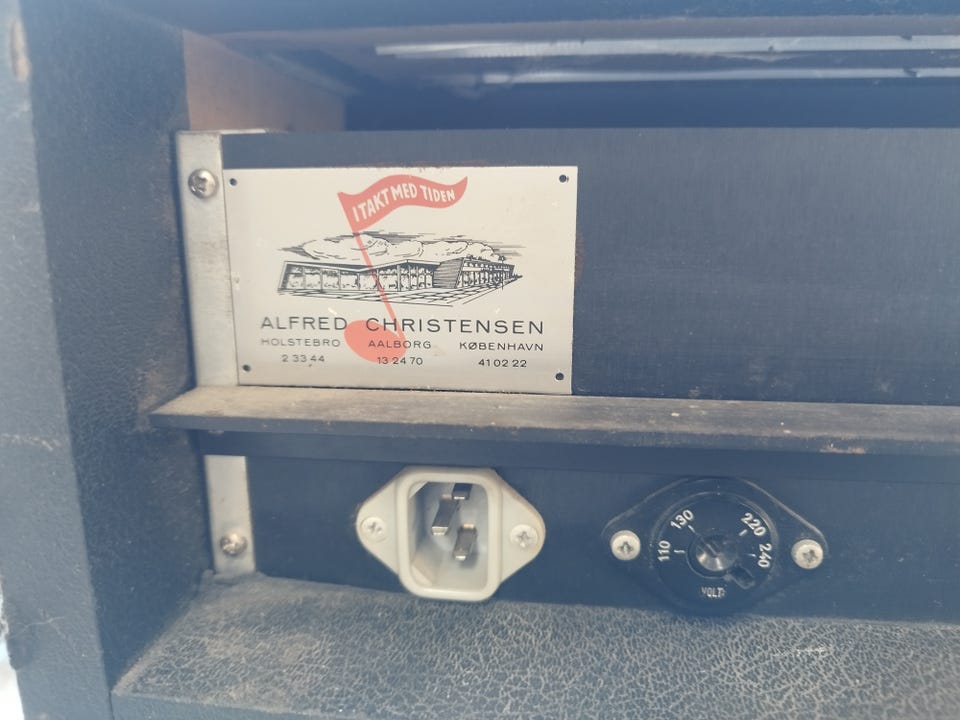 I TAKT MED TIDEN
ALFRED CHRISTENSEN
HOLSTEBRO AALBORG KØBENHAVN
2 33 44 13 24 70 41 02 22
110 130 220 240
VOLT